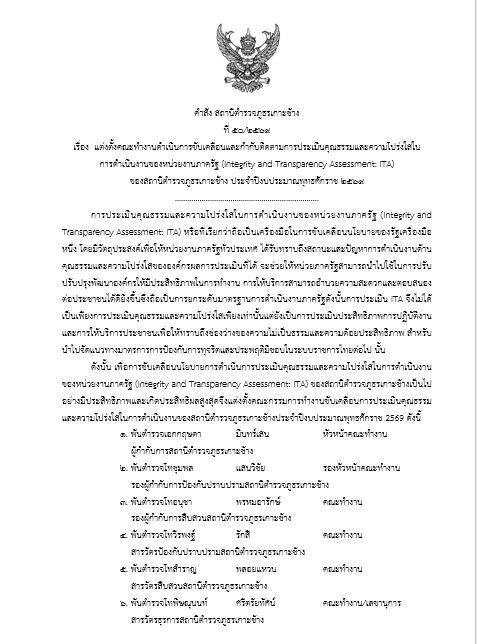 คำสั่ง สถานีตำรวจภูธรเกาะช้าง
ที่ ๕๐/๒๕๖๙
เรื่อง แต่งตั้งคณะทำงานดำเนินการขับเคลื่อนและกำกับติดตามการประเมินคุณธรรมและความโปร่งใสใน
การดำเนินงานของหน่วยงานภาครัฐ (Integrity and Transparency Assessment: ITA)
ของสถานีตำรวจภูธรเกาะช้าง ประจำปีงบประมาณพุทธศักราช ๒๕๖๙
การประเมินคุณธรรมและความโปร่งใสในการดำเนินงานของหน่วยงานภาครัฐ (Integrity and
Transparency Assessment: ITA) หรือที่เรียกว่าถือเป็นเครื่องมือในการขับเคลื่อนนโยบายของรัฐเครื่องมือ
หนึ่ง โดยมีวัตถุประสงค์เพื่อให้หน่วยงานภาครัฐทั่วประเทศ ได้รับทราบถึงสถานะและปัญหาการดำเนินงานด้าน
คุณธรรมและความโปร่งใสขององค์กรผลการประเมินที่ได้ จะช่วยให้หน่วยภาครัฐสามารถนำไปใช้ในการปรับ
ปรับปรุงพัฒนาองค์กรให้มีประสิทธิภาพในการทำงาน การให้บริการสามารถอำนวยความสะดวกและตอบสนอง
ต่อประชาชนได้ดียิ่งขึ้นซึ่งถือเป็นการยกระดับมาตรฐานการดำเนินงานภาครัฐดังนั้นการประเมิน ITA จึงไม่ได้
เป็นเพียงการประเมินคุณธรรมและความโปร่งใสเพียงเท่านั้นแต่ยังเป็นการประเมินประสิทธิภาพการปฏิบัติงาน
และการให้บริการประชาชนเพื่อให้ทราบถึงช่องว่างของความไม่เป็นธรรมและความด้อยประสิทธิภาพ สำหรับ
นำไปจัดแนวทางมาตรการการป้องกันการทุจริตและประพฤติมิชอบในระบบราชการไทยต่อไป นั้น
ดังนั้น เพื่อการขับเคลื่อนนโยบายการดำเนินการประเมินคุณธรรมและความโปร่งใสในการดำเนินงาน
ของหน่วยงานภาครัฐ (Integrity and Transparency Assessment: ITA) ของสถานีตำรวจภูธรเกาะช้างเป็นไป
อย่างมีประสิทธิภาพและเกิดประสิทธิผลสูงสุดจึงแต่งตั้งคณะกรรมการทำงานขับเคลื่อนการประเมินคุณธรรม
และความโปร่งใสในการดำเนินงานของสถานีตำรวจภูธรเกาะช้างประจำปีงบประมาณพุทธศักราช 2569 ดังนี้
๑. พันตำรวจเอกกฤษดา มินทร์เสน หัวหน้าคณะทำงาน
ผู้กำกับการสถานีตำรวจภูธรเกาะช้าง
๒. พันตำรวจโทชุมพล แสนวิชัย รองหัวหน้าคณะทำงาน
รองผู้กำกับการป้องกันปราบปรามสถานีตำรวจภูธรเกาะช้าง
๓. พันตำรวจโทอนุชา พรหมอารักษ์ คณะทำงาน
รองผู้กำกับการสืบสวนสถานีตำรวจภูธรเกาะช้าง
๔. พันตำรวจโทวีรพงฐ์ รักสี คณะทำงาน
สารวัตรป้องกันปราบปรามสถานีตำรวจภูธรเกาะช้าง
๕. พันตำรวจโทสำราญ พลอยแหวน คณะทำงาน
สารวัตรสืบสวนสถานีตำรวจภูธรเกาะช้าง
๖. พันตำรวจโทพิษณุนนท์ ศรีตรัยทัศน์ คณะทำงาน/เลขานุการ
สารวัตรธุรการสถานีตำรวจภูธรเกาะช้าง